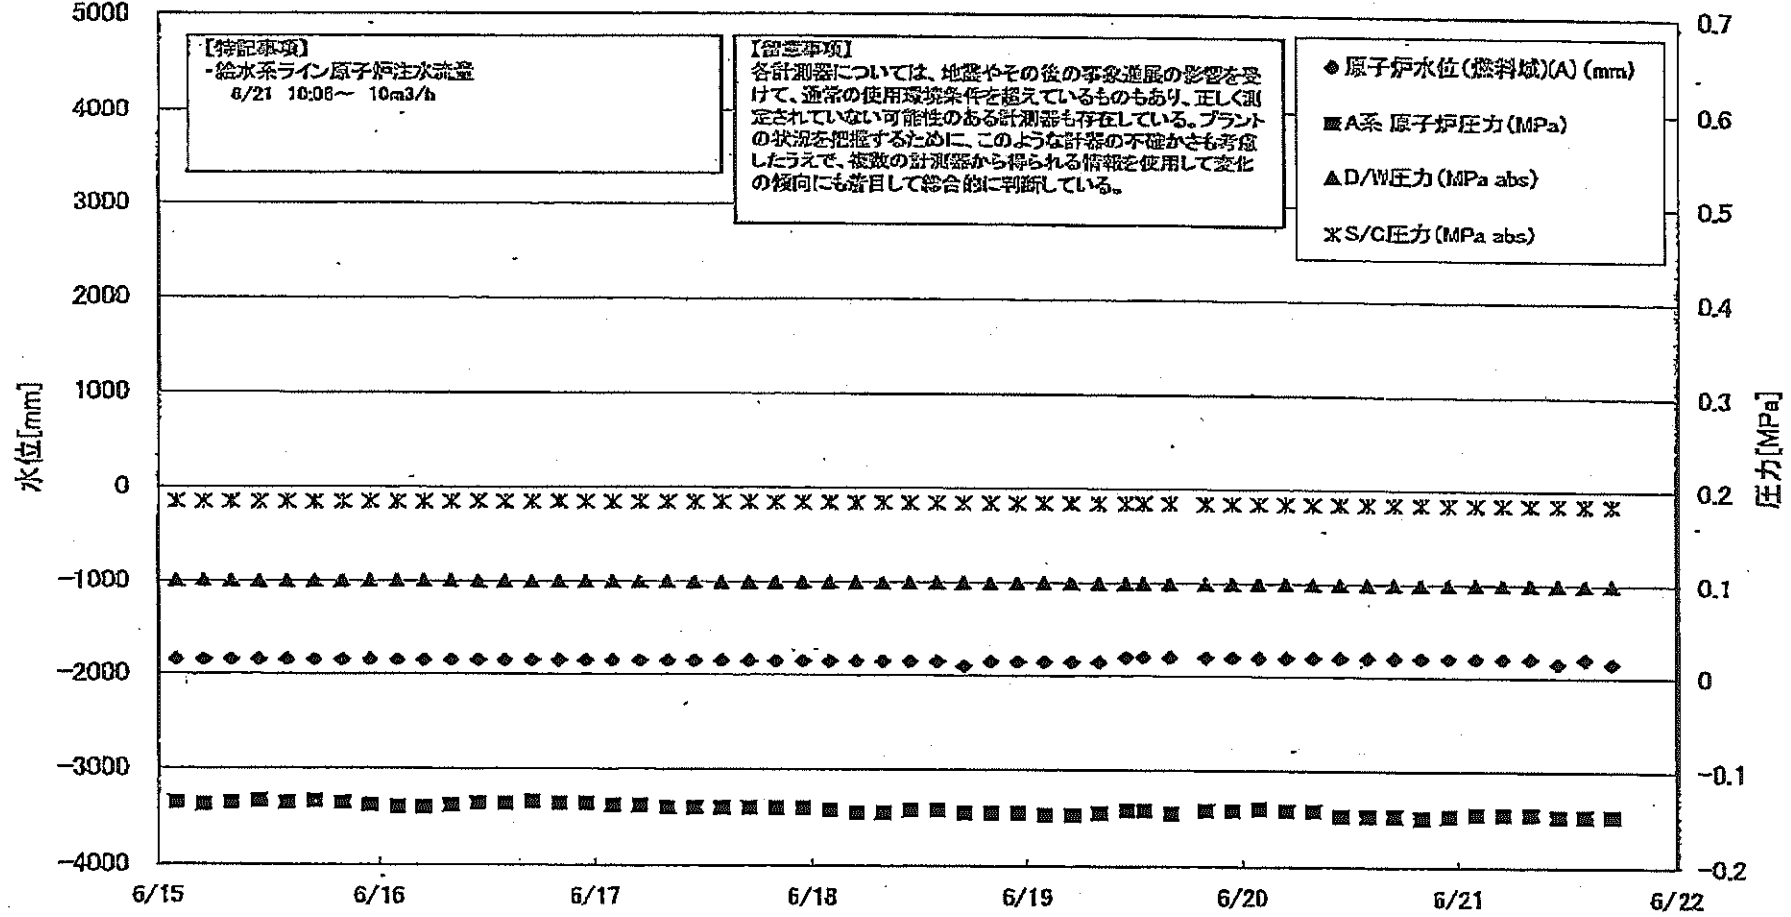 5000
4000
3000
2000
1000
0
-1000
-2000
-3000
-4000
水位[mm]
【特記事項】
・給水系ライン原子炉注水流量
6/21 10:06～ 10m3/h
【留意事項】
各計測器については、地震やその後の事象進展の影響を受
けて、通常の使用環境条件を超えているものもあり、正しく測
定されていない可能性のある計測器も存在している。プラント
の状況を把握するために、このような計器の不確かさも考慮
したうえで、複数の計測器から得られる情報を使用して変化
の傾向にも着目して総合的に判断している。
◆原子炉水位(燃料域)(A)(mm)
■A系 原子炉圧力(MPa)
▲D/W圧力(MPa abs)
S/C圧力(MPa abs)
0.7
0.6
0.5
0.4
0.3
0.2
0.1
0
-0.1
-0.2
圧力[MPa]
6/15 6/16 6/17 6/18 6/19 6/20 6/21 6/22